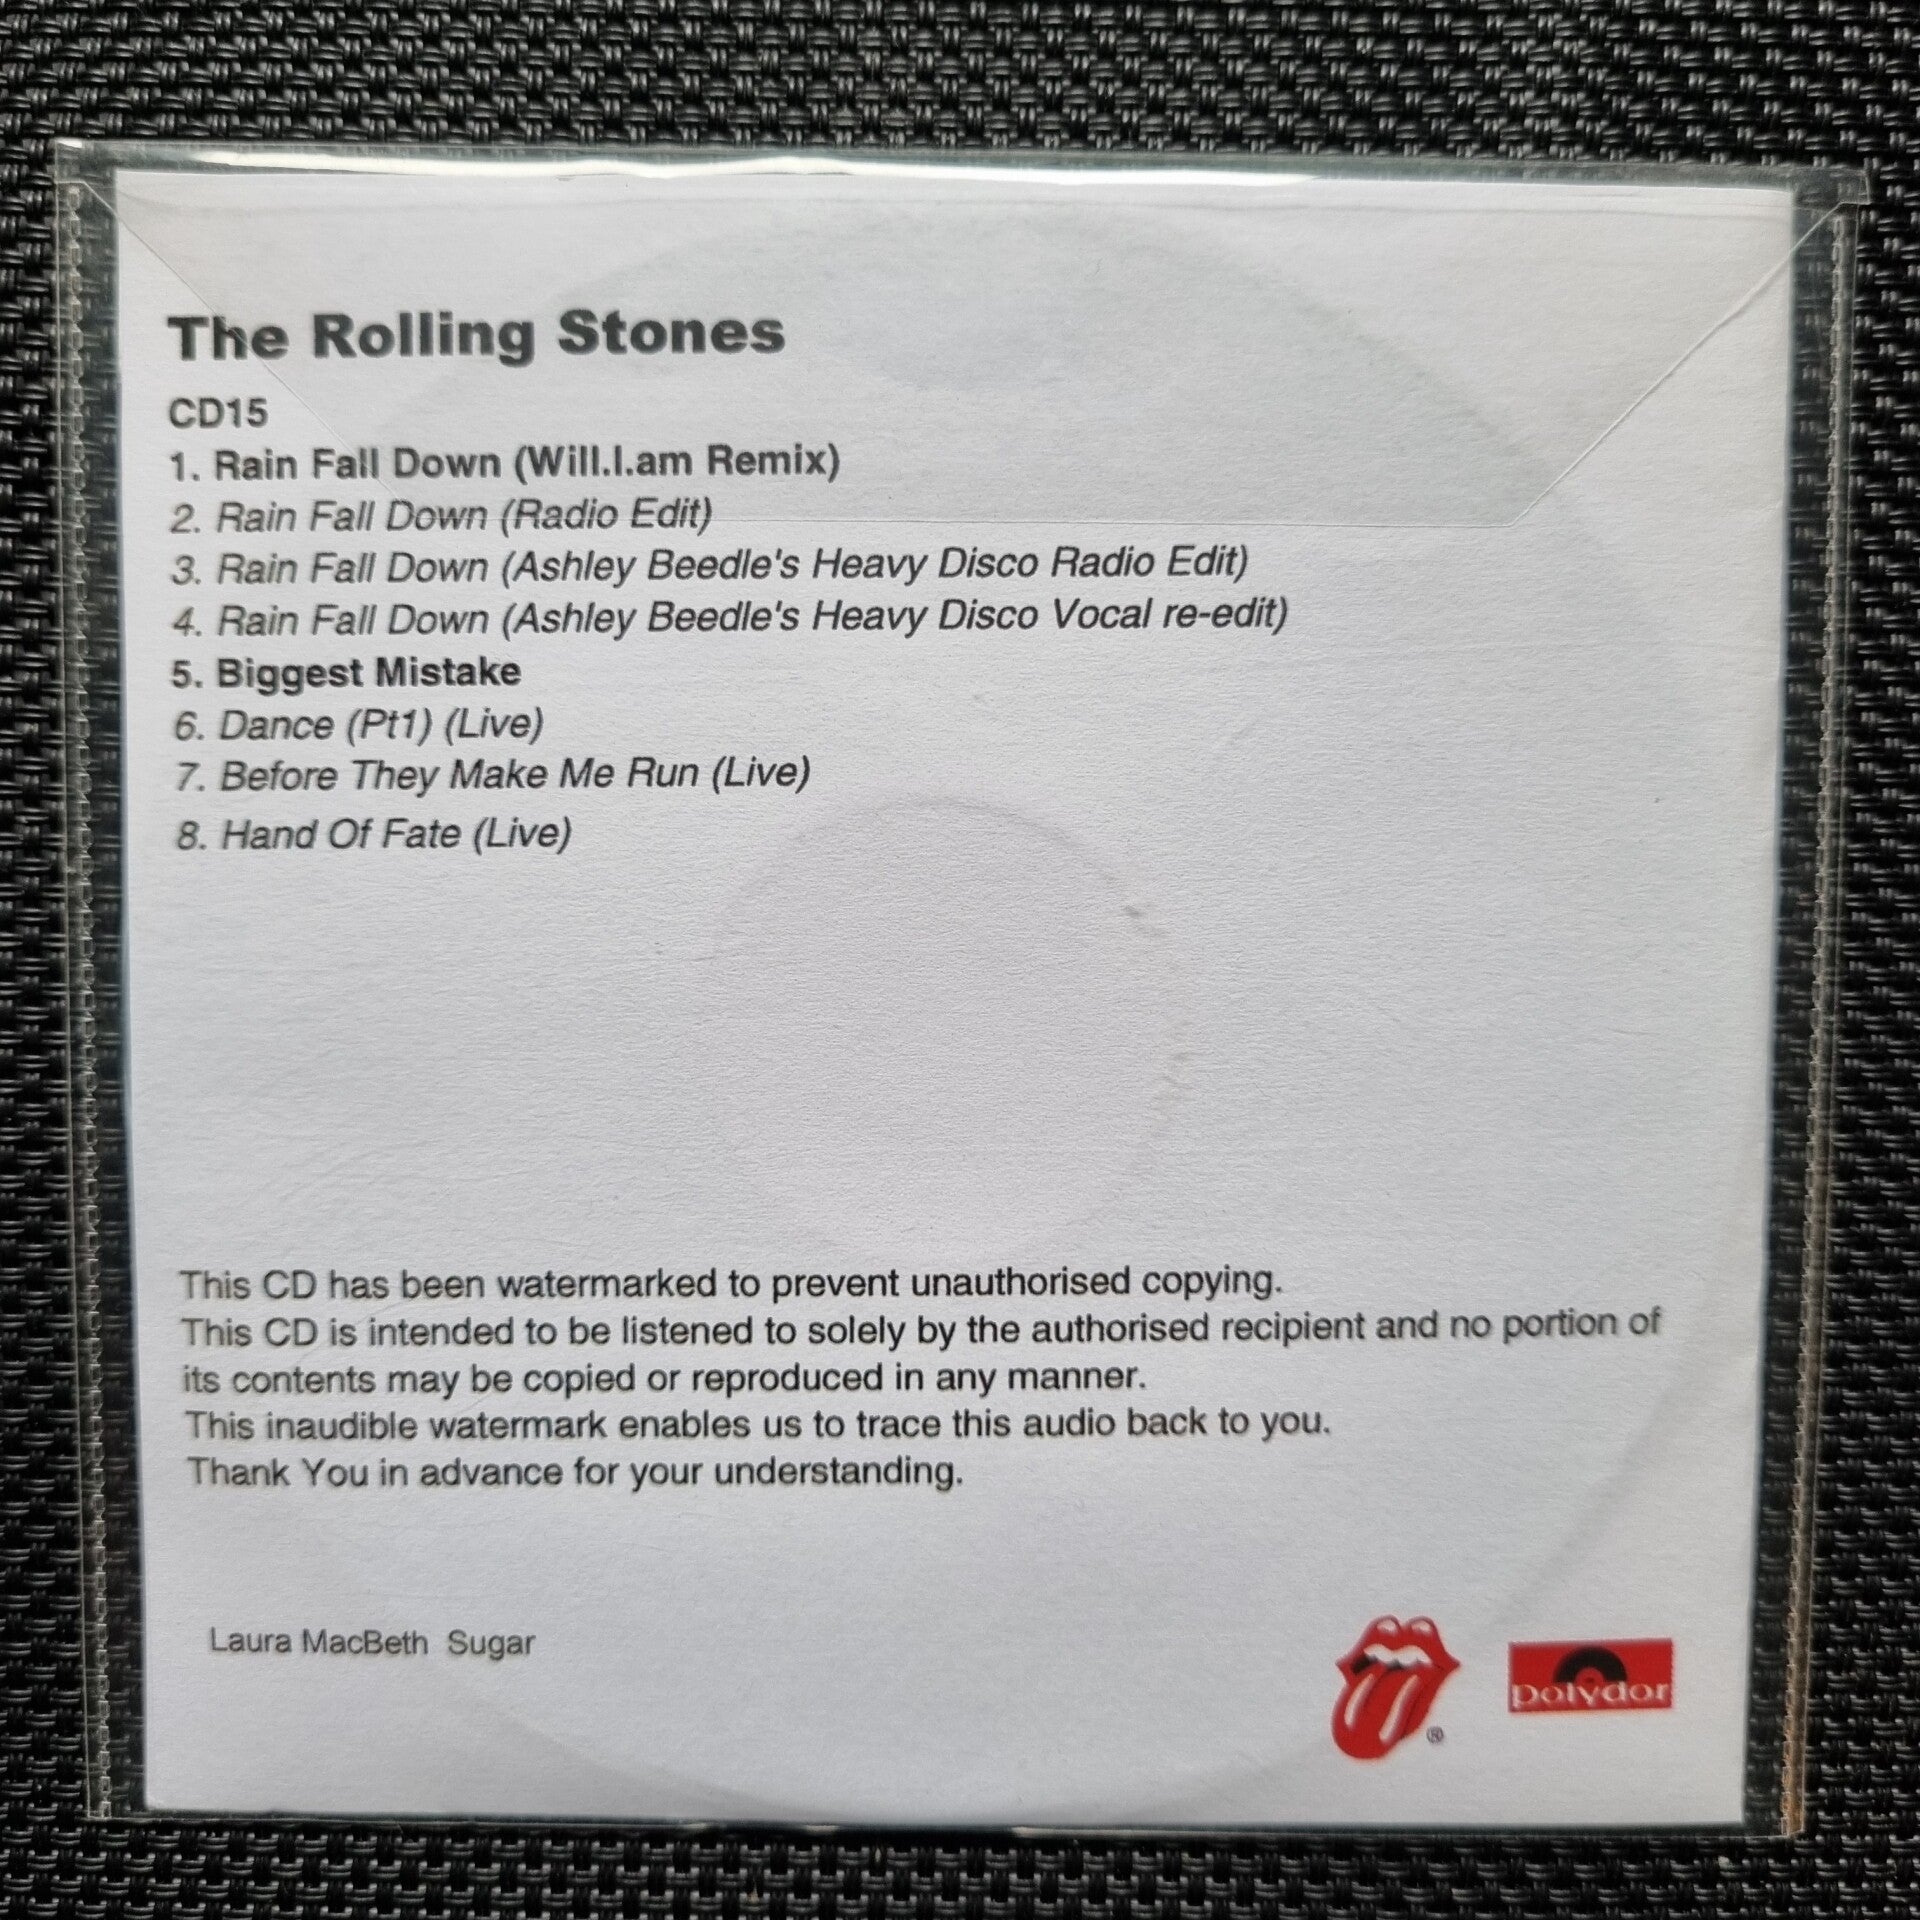 The Rolling Stones
CD15
1. Rain Fall Down (Will.I.am Remix)
2. Rain Fall Down (Radio Edit)
3. Rain Fall Down (Ashley Beedle's Heavy Disco Radio Edit)
4. Rain Fall Down (Ashley Beedle's Heavy Disco Vocal re-edit)
5. Biggest Mistake
6. Dance (Pt1) (Live)
7. Before They Make Me Run (Live)
8. Hand Of Fate (Live)
This CD has been watermarked to prevent unauthorised copying.
This CD is intended to be listened to solely by the authorised recipient and no portion of
its contents may be copied or reproduced in any manner.
This inaudible watermark enables us to trace this audio back to you.
Thank You in advance for your understanding.
Laura MacBeth  Sugar
®
polydor